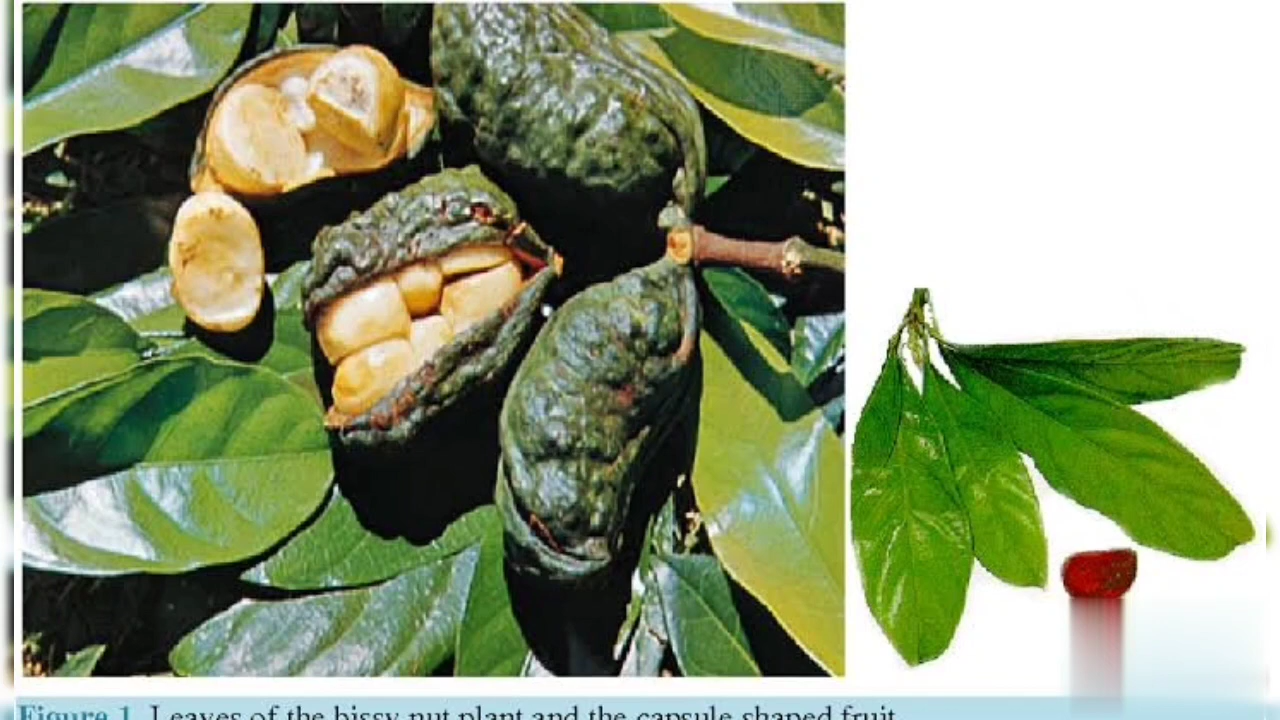 Figure 1 Leaves of the bissy nut plant and the capsule shaped fruit